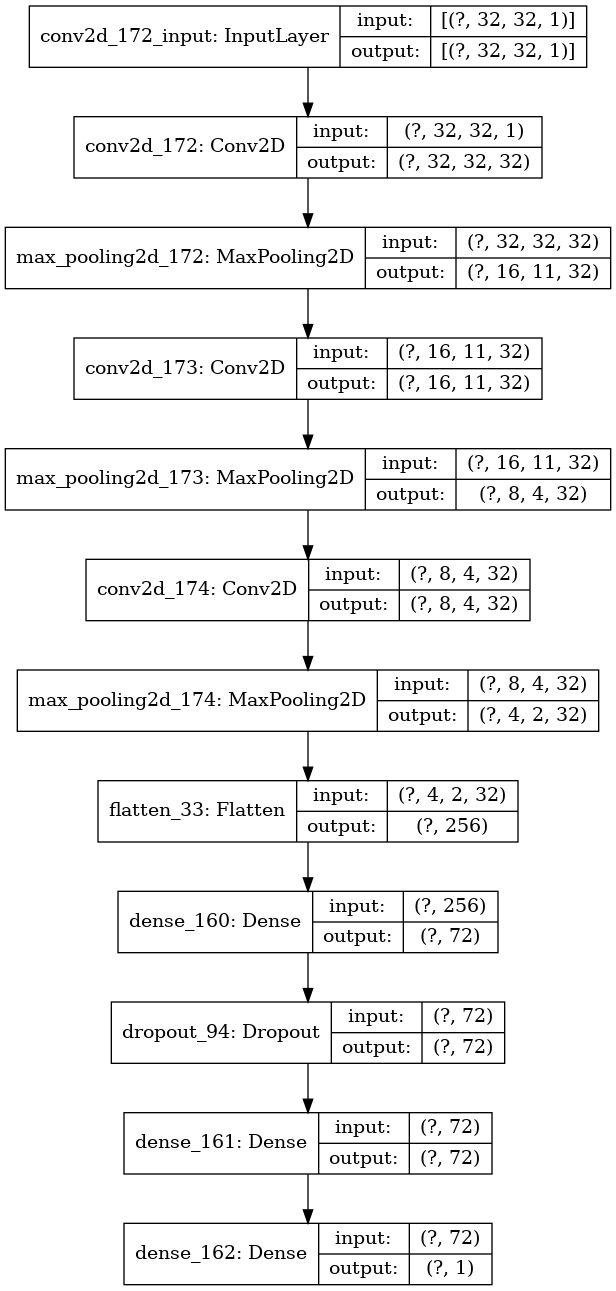 conv2d_172_input: InputLayer
input: [(?, 32, 32, 1)]
output: [(?, 32, 32, 1)]
conv2d_172: Conv2D
input: (?, 32, 32, 1)
output: (?, 32, 32, 32)
max_pooling2d_172: MaxPooling2D
input: (?, 32, 32, 32)
output: (?, 16, 11, 32)
conv2d_173: Conv2D
input: (?, 16, 11, 32)
output: (?, 16, 11, 32)
max_pooling2d_173: MaxPooling2D
input: (?, 16, 11, 32)
output: (?, 8, 4, 32)
conv2d_174: Conv2D
input: (?, 8, 4, 32)
output: (?, 8, 4, 32)
max_pooling2d_174: MaxPooling2D
input: (?, 8, 4, 32)
output: (?, 4, 2, 32)
flatten_33: Flatten
input: (?, 4, 2, 32)
output: (?, 256)
dense_160: Dense
input: (?, 256)
output: (?, 72)
dropout_94: Dropout
input: (?, 72)
output: (?, 72)
dense_161: Dense
input: (?, 72)
output: (?, 72)
dense_162: Dense
input: (?, 72)
output: (?, 1)